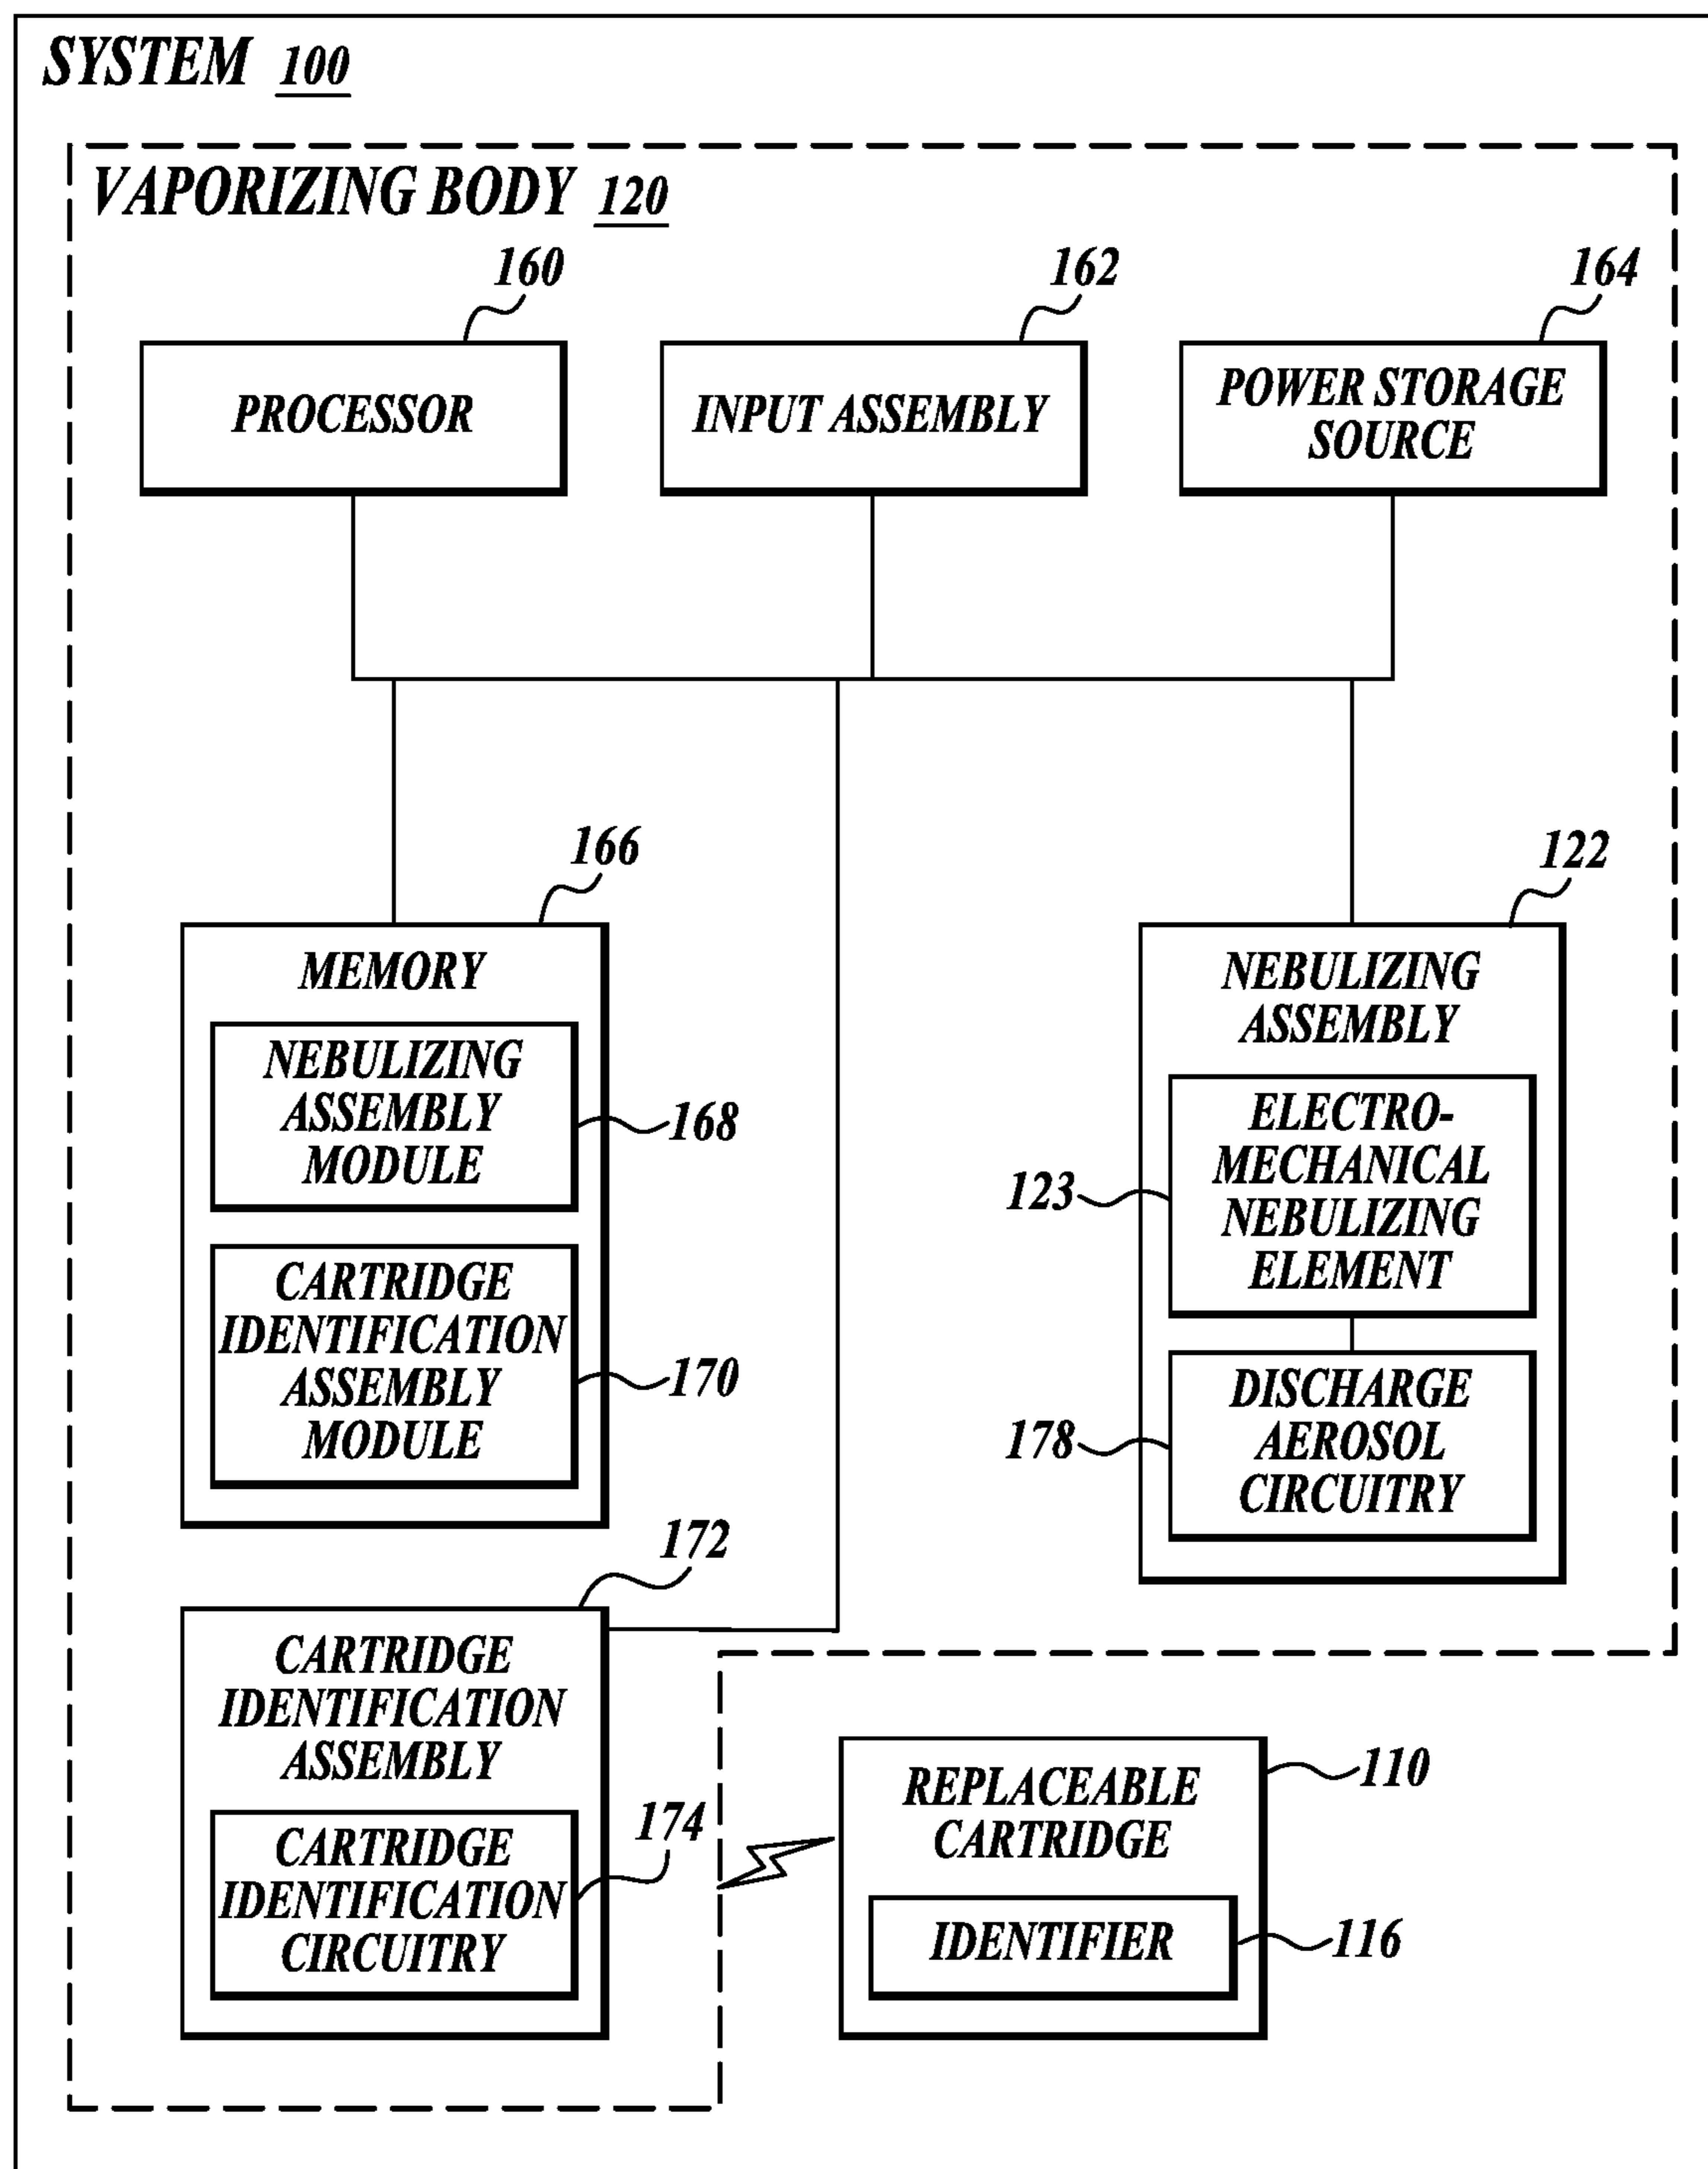 SYSTEM 100
VAPORIZING BODY 120
160
162
164
PROCESSOR
INPUT ASSEMBLY
POWER STORAGE
SOURCE
166
122
MEMORY
NEBULIZING
ASSEMBLY
MODULE
168
CARTRIDGE
IDENTIFICATION
ASSEMBLY
MODULE
170
NEBULIZING
ASSEMBLY
ELECTRO-
MECHANICAL
NEBULIZING
ELEMENT
123
DISCHARGE
AEROSOL
CIRCUITRY
178
172
CARTRIDGE
IDENTIFICATION
ASSEMBLY
CARTRIDGE
IDENTIFICATION
CIRCUITRY
174
REPLACEABLE
CARTRIDGE
110
IDENTIFIER
116